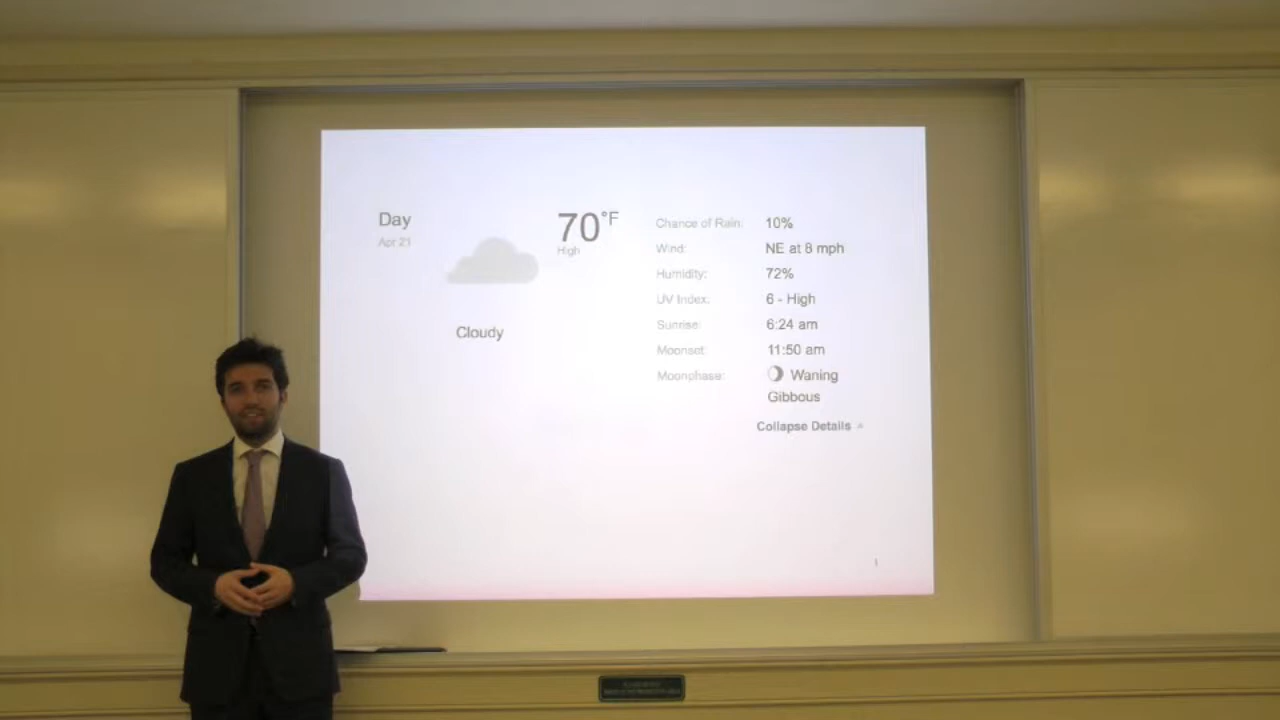 Day
Apr 21
70°F
High
Cloudy
Chance of Rain: 10%
Wind: NE at 8 mph
Humidity: 72%
UV Index: 6 - High
Sunrise: 6:24 am
Moonset: 11:50 am
Moonphase: Waning
Gibbous
Collapse Details
1